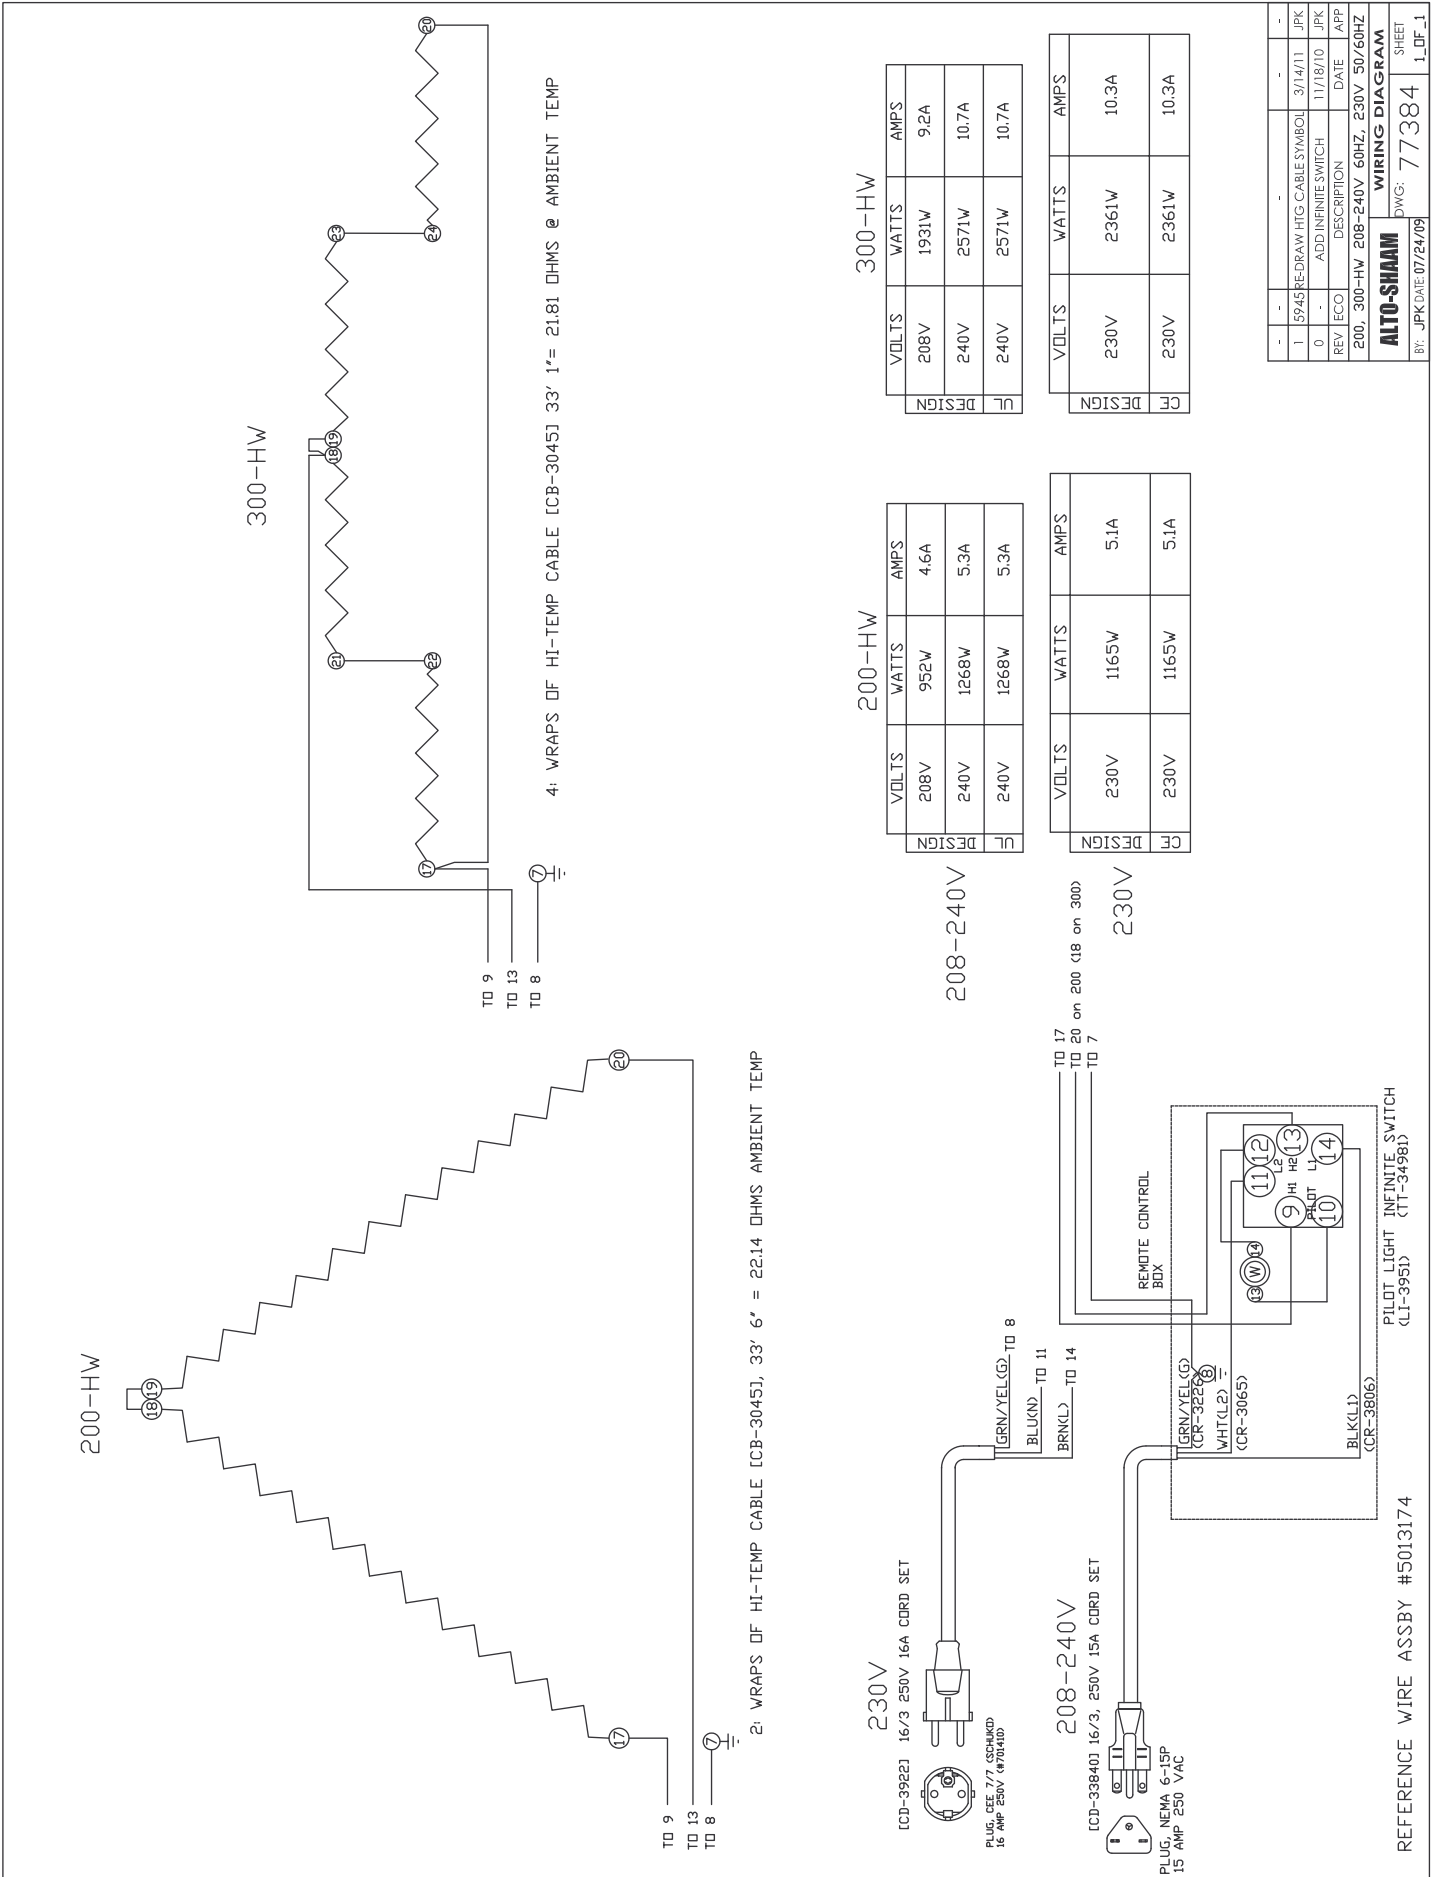 200-HW
18
19
17
20
7
TO 9
TO 13
TO 8
2: WRAPS OF HI-TEMP CABLE [CB-3045], 33' 6" = 22.14 OHMS AMBIENT TEMP
300-HW
17
22
21
18
19
23
24
20
7
TO 9
TO 13
TO 8
4: WRAPS OF HI-TEMP CABLE [CB-3045] 33' 1"= 21.81 OHMS @ AMBIENT TEMP
230V
[CD-3922] 16/3 250V 16A CORD SET
PLUG, CEE 7/7 (SCHUKO)
16 AMP 250V (#701410)
GRN/YEL(G)
TO 8
BLU(N)
TO 11
BRN(L)
TO 14
208-240V
[CD-33840] 16/3, 250V 15A CORD SET
PLUG, NEMA 6-15P
15 AMP 250 VAC
REMOTE CONTROL
BOX
GRN/YEL(G)
(CR-3226)
8
WHT(L2)
(CR-3065)
BLK(L1)
(CR-3806)
13
W
14
11
12
L2
9
H1
H2
13
PILOT
L1
10
14
PILOT LIGHT
(LI-3951)
INFINITE SWITCH
(TT-34981)
TO 17
TO 20 on 200 (18 on 300)
TO 7
REFERENCE WIRE ASSBY #5013174
200-HW
208-240V
VOLTS WATTS AMPS
DESIGN 208V 952W 4.6A
240V 1268W 5.3A
UL 240V 1268W 5.3A
230V
VOLTS WATTS AMPS
DESIGN 230V 1165W 5.1A
CE 230V 1165W 5.1A
300-HW
VOLTS WATTS AMPS
DESIGN 208V 1931W 9.2A
240V 2571W 10.7A
UL 240V 2571W 10.7A
VOLTS WATTS AMPS
DESIGN 230V 2361W 10.3A
CE 230V 2361W 10.3A
- - - - -
1 5945 RE-DRAW HTG CABLE SYMBOL 3/14/11 JPK
0 - ADD INFINITE SWITCH 11/18/10 JPK
REV ECO DESCRIPTION DATE APP
200, 300-HW 208-240V 60HZ, 230V 50/60HZ
ALTO-SHAAM
WIRING DIAGRAM
BY: JPK DATE: 07/24/09
DWG: 77384
SHEET
1_OF_1